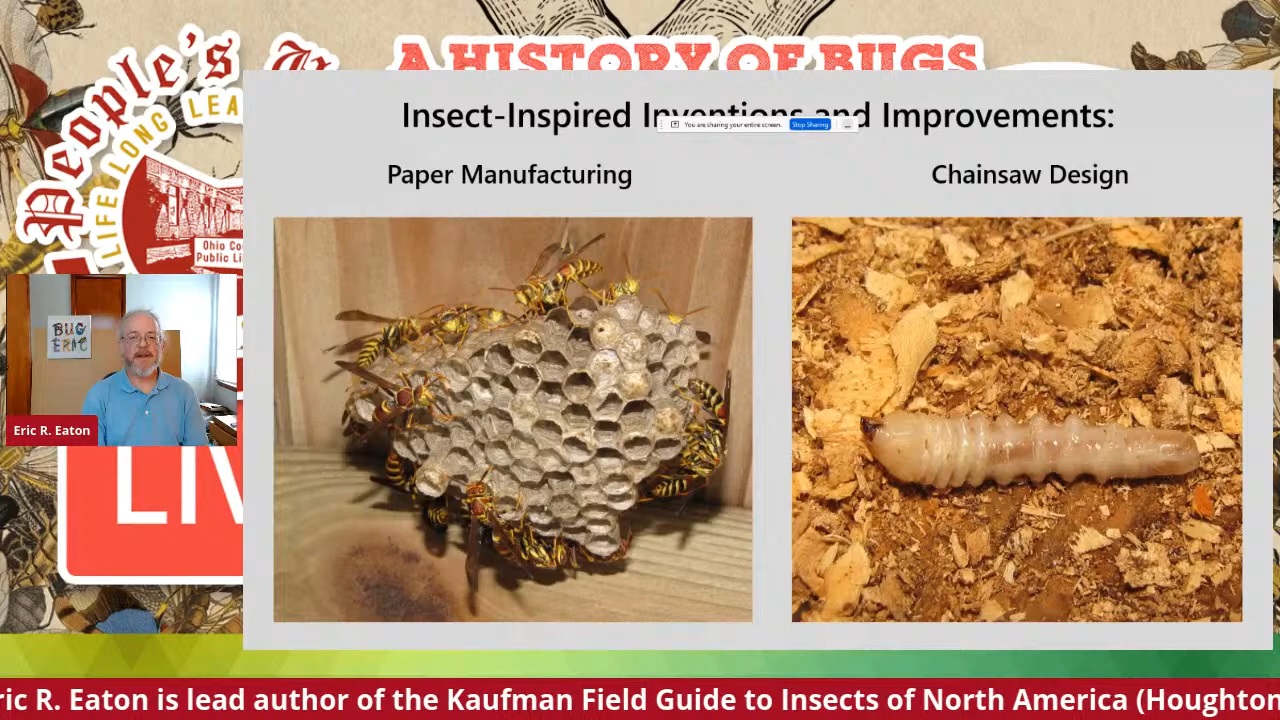 A HISTORY OF BUGS
People's
LIFE LONG LEA
Ohio Co
Public Li
Insect-Inspired Inventions and Improvements:
You are sharing your entire screen. Stop Sharing
Paper Manufacturing
Chainsaw Design
BUG
ERIC
Eric R. Eaton
LIV
ric R. Eaton is lead author of the Kaufman Field Guide to Insects of North America (Houghton